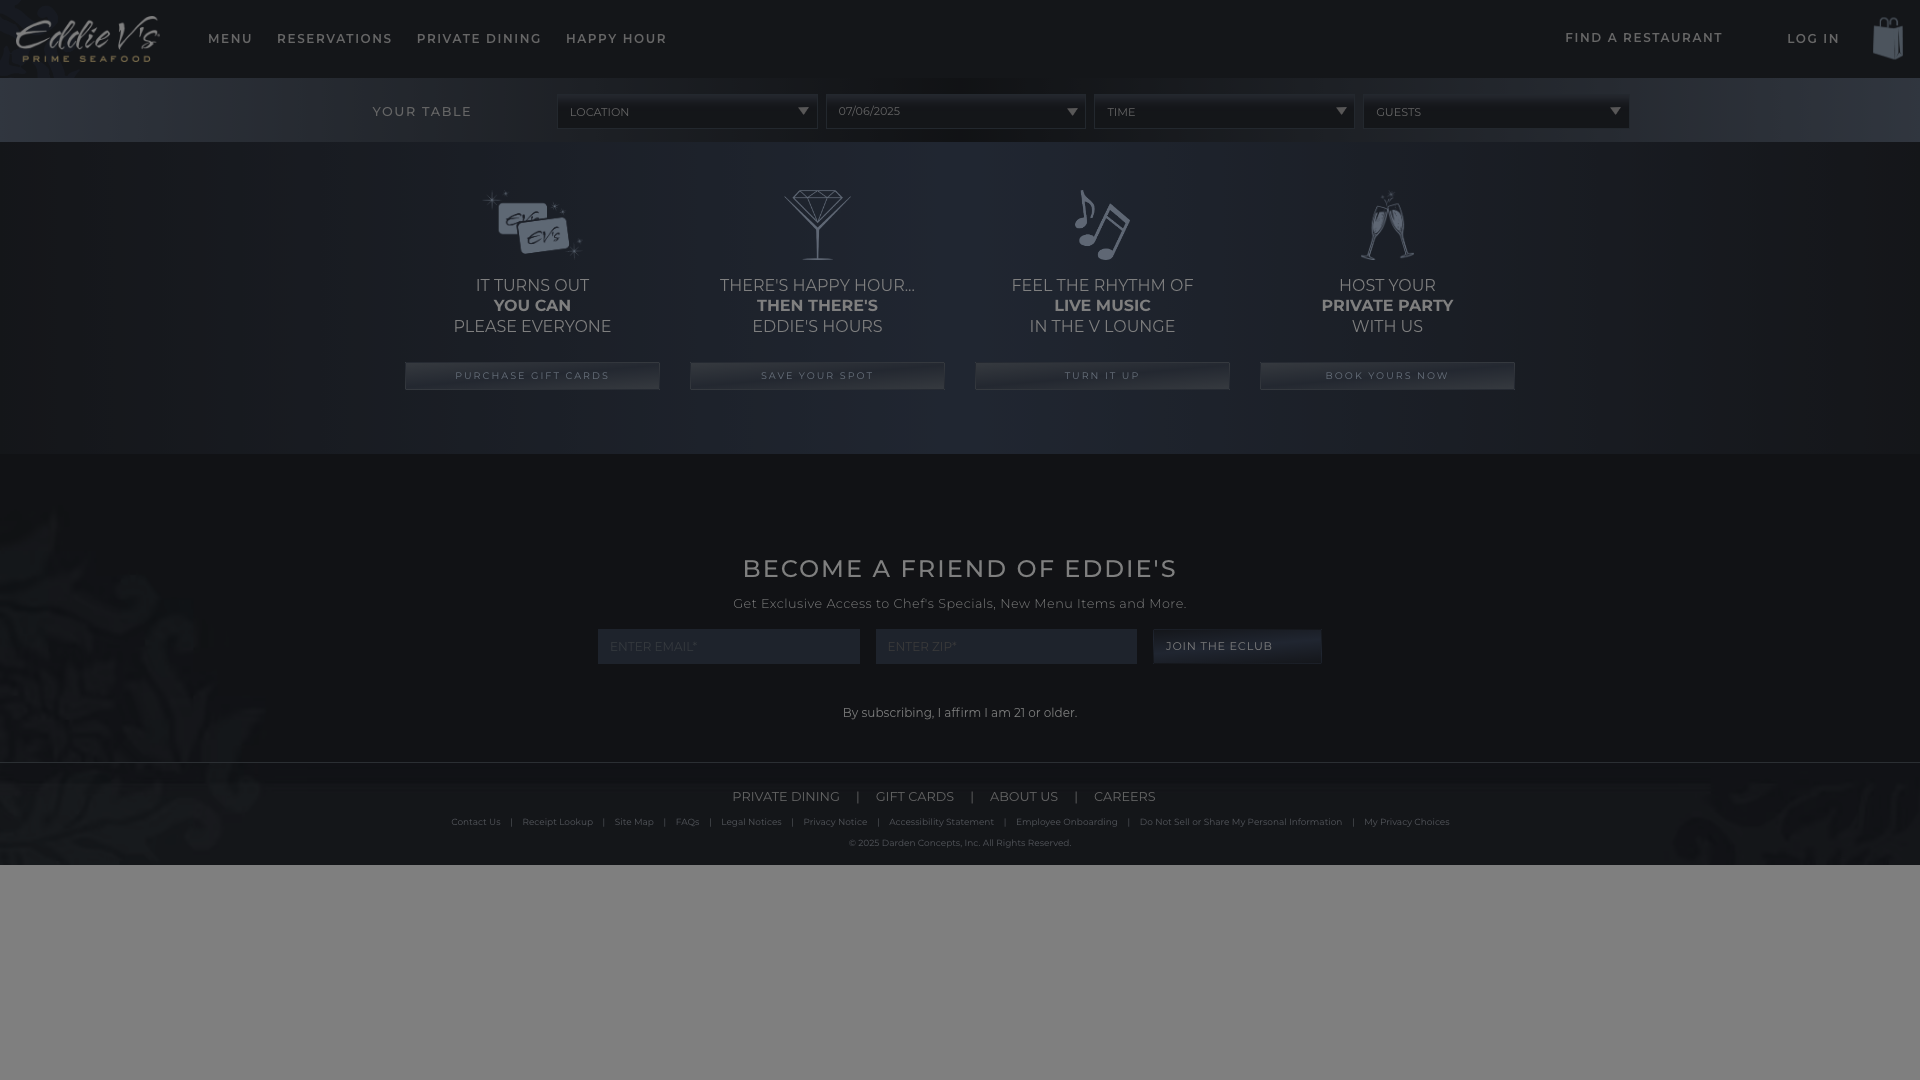 Eddie V's
PRIME SEAFOOD
MENU
RESERVATIONS
PRIVATE DINING
HAPPY HOUR
FIND A RESTAURANT
LOG IN
YOUR TABLE
LOCATION
07/06/2025
TIME
GUESTS
EV's
EV's
IT TURNS OUT
YOU CAN
PLEASE EVERYONE
PURCHASE GIFT CARDS
THERE'S HAPPY HOUR...
THEN THERE'S
EDDIE'S HOURS
SAVE YOUR SPOT
FEEL THE RHYTHM OF
LIVE MUSIC
IN THE V LOUNGE
TURN IT UP
HOST YOUR
PRIVATE PARTY
WITH US
BOOK YOURS NOW
BECOME A FRIEND OF EDDIE'S
Get Exclusive Access to Chef's Specials, New Menu Items and More.
ENTER EMAIL*
ENTER ZIP*
JOIN THE ECLUB
By subscribing, I affirm I am 21 or older.
PRIVATE DINING | GIFT CARDS | ABOUT US | CAREERS
Contact Us | Receipt Lookup | Site Map | FAQs | Legal Notices | Privacy Notice | Accessibility Statement | Employee Onboarding | Do Not Sell or Share My Personal Information | My Privacy Choices
© 2025 Darden Concepts, Inc. All Rights Reserved.